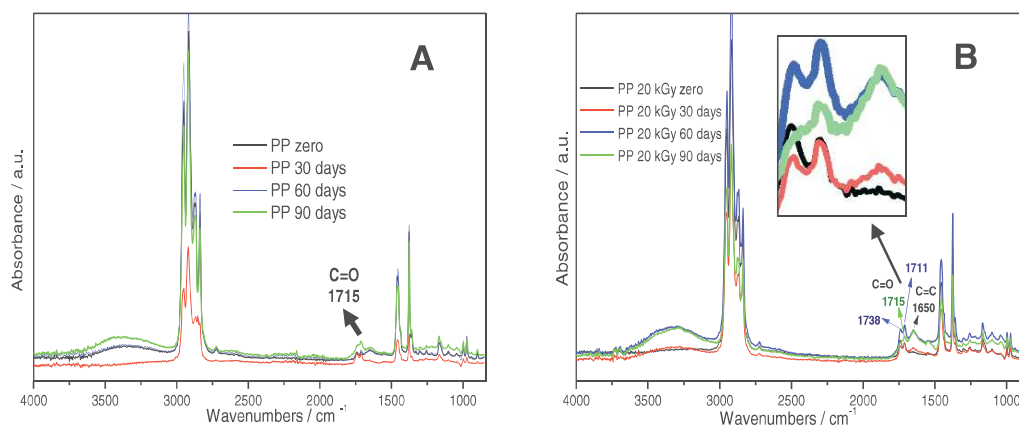 A
PP zero
PP 30 days
PP 60 days
PP 90 days
C=O
1715
Absorbance / a.u.
4000 3500 3000 2500 2000 1500 1000
Wavenumbers / cm⁻¹
B
PP 20 kGy zero
PP 20 kGy 30 days
PP 20 kGy 60 days
PP 20 kGy 90 days
1711
C=O
C=C
1715
1650
1738
Absorbance / a.u.
4000 3500 3000 2500 2000 1500 1000
Wavenumbers / cm⁻¹